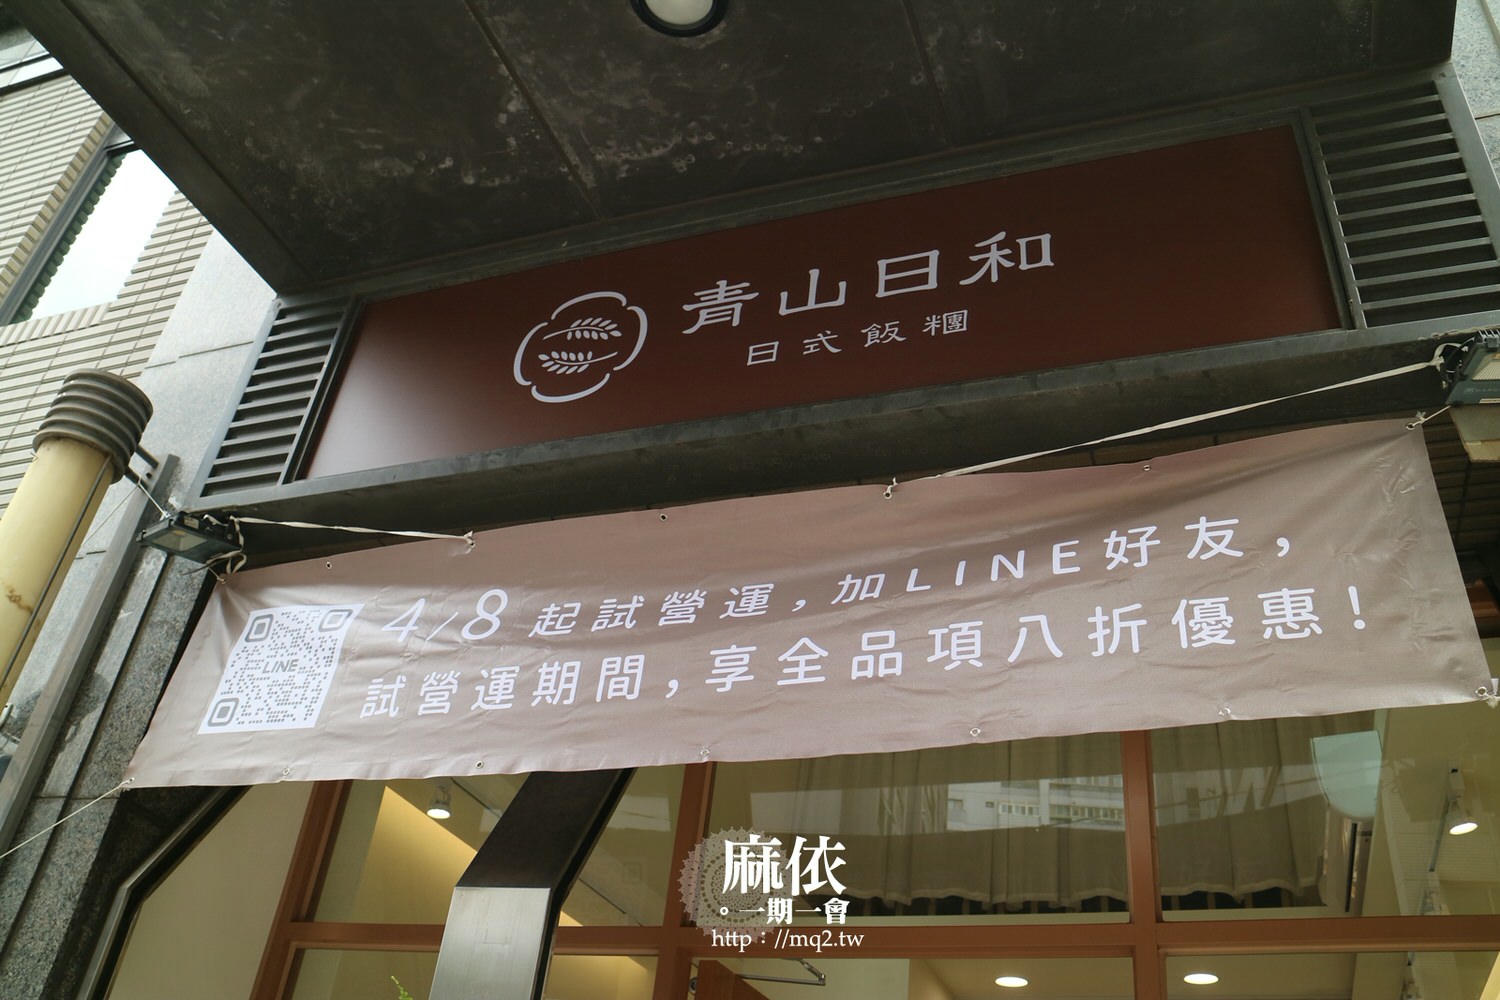 青山日和
日式飯糰
4/8 起試營運，加LINE好友，
試營運期間，享全品項八折優惠！
LINE
麻依
。一期一會
http：//mq2.tw